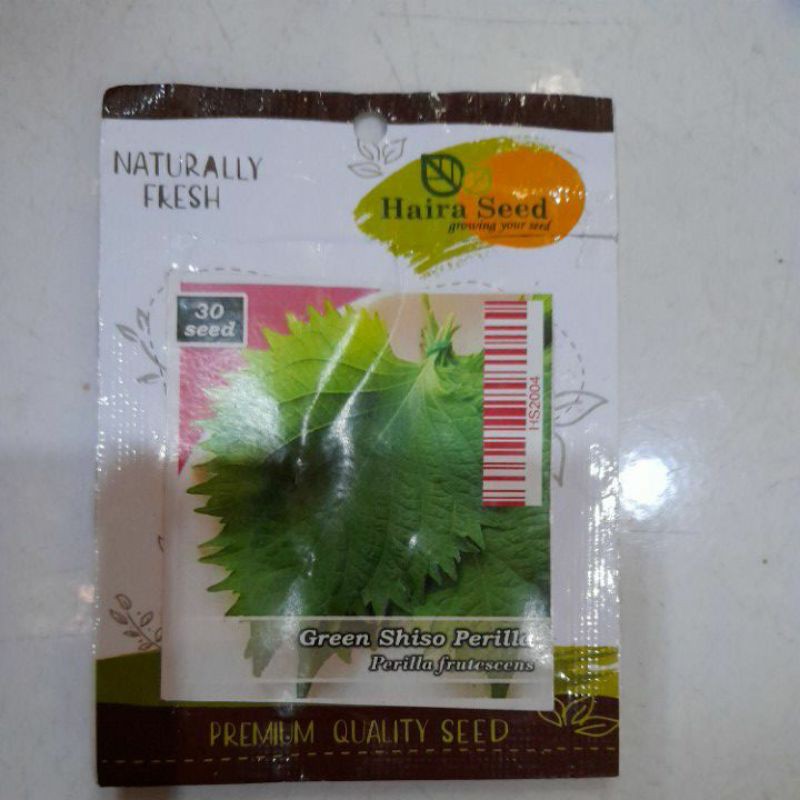 NATURALLY
FRESH
Haira Seed
growing your seed
30
seed
HS2004
Green Shiso Perilla
Perilla frutescens
PREMIUM QUALITY SEED